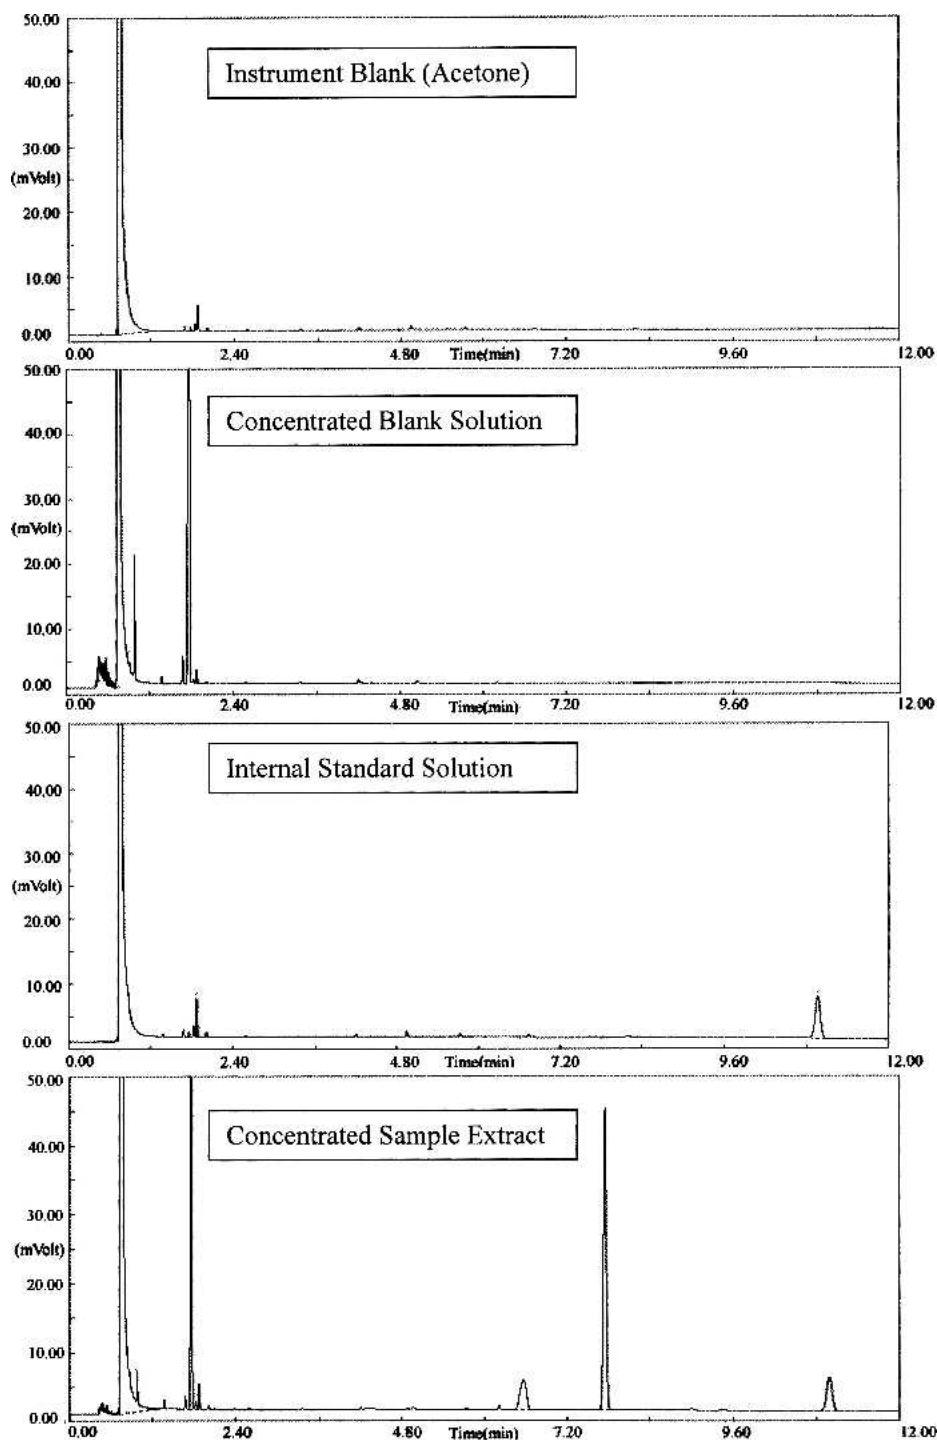 50.00
Instrument Blank (Acetone)
40.00
30.00
(mVolt)
20.00
10.00
0.00
0.00 2.40 4.80 Time(min) 7.20 9.60 12.00
50.00
Concentrated Blank Solution
40.00
30.00
(mVolt)
20.00
10.00
0.00
0.00 2.40 4.80 Time(min) 7.20 9.60 12.00
50.00
Internal Standard Solution
40.00
30.00
(mVolt)
20.00
10.00
0.00
0.00 2.40 4.80 Time(min) 7.20 9.60 12.00
50.00
Concentrated Sample Extract
40.00
30.00
(mVolt)
20.00
10.00
0.00
0.00 2.40 4.80 Time(min) 7.20 9.60 12.00